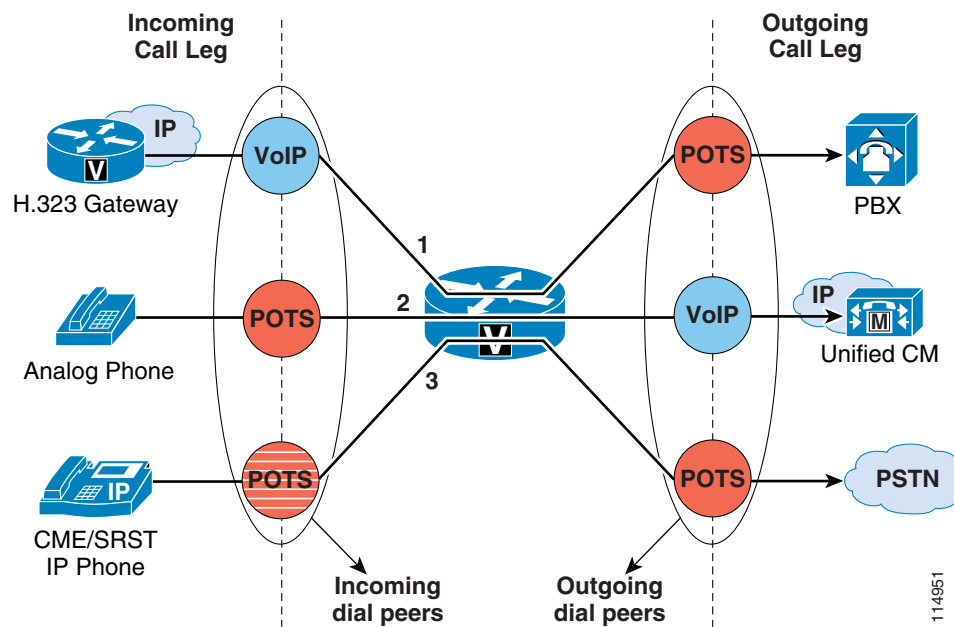 Incoming
Call Leg
Outgoing
Call Leg
IP
V
H.323 Gateway
VoIP
POTS
PBX
1
2
Analog Phone
POTS
V
VoIP
IP
M
Unified CM
3
IP
CME/SRST
IP Phone
POTS
POTS
PSTN
Incoming
dial peers
Outgoing
dial peers
114951